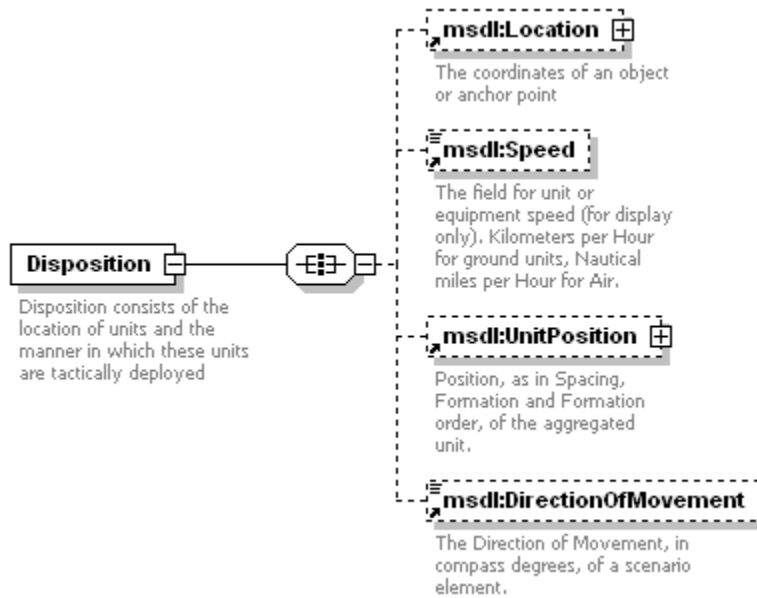 msdl:Location
The coordinates of an object
or anchor point
msdl:Speed
The field for unit or
equipment speed (for display
only). Kilometers per Hour
for ground units, Nautical
miles per Hour for Air.
Disposition
Disposition consists of the
location of units and the
manner in which these units
are tactically deployed
msdl:UnitPosition
Position, as in Spacing,
Formation and Formation
order, of the aggregated
unit.
msdl:DirectionOfMovement
The Direction of Movement, in
compass degrees, of a scenario
element.